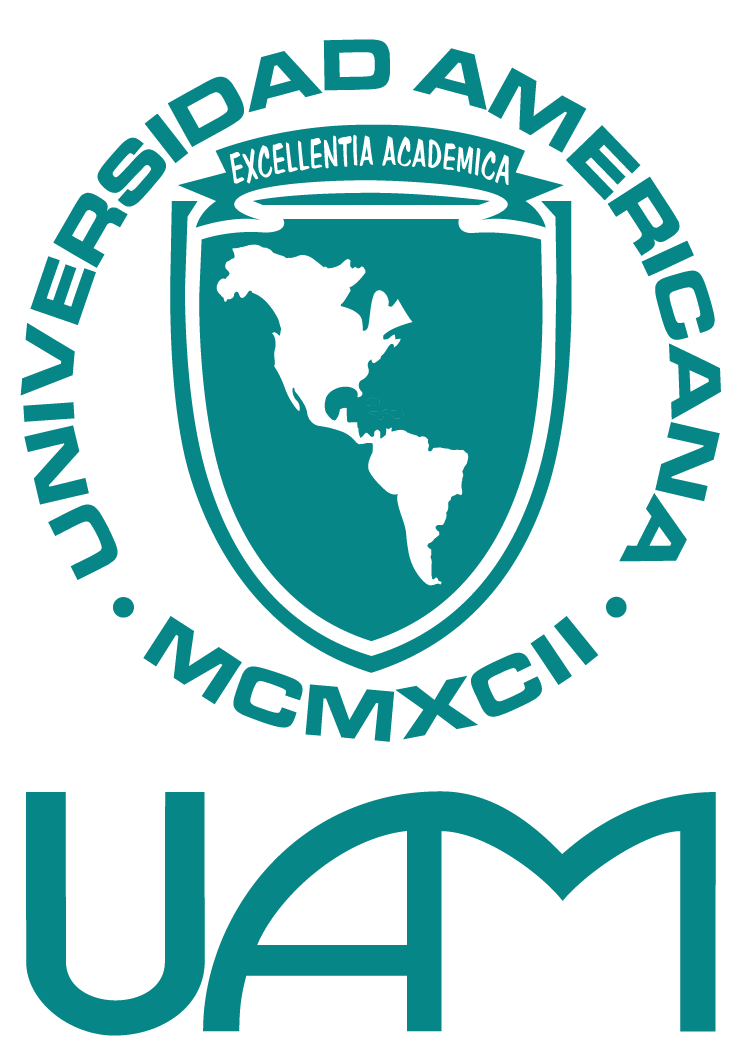 UNIVERSIDAD AMERICANA
EXCELLENTIA ACADEMICA
• MCMXCII •
UAM